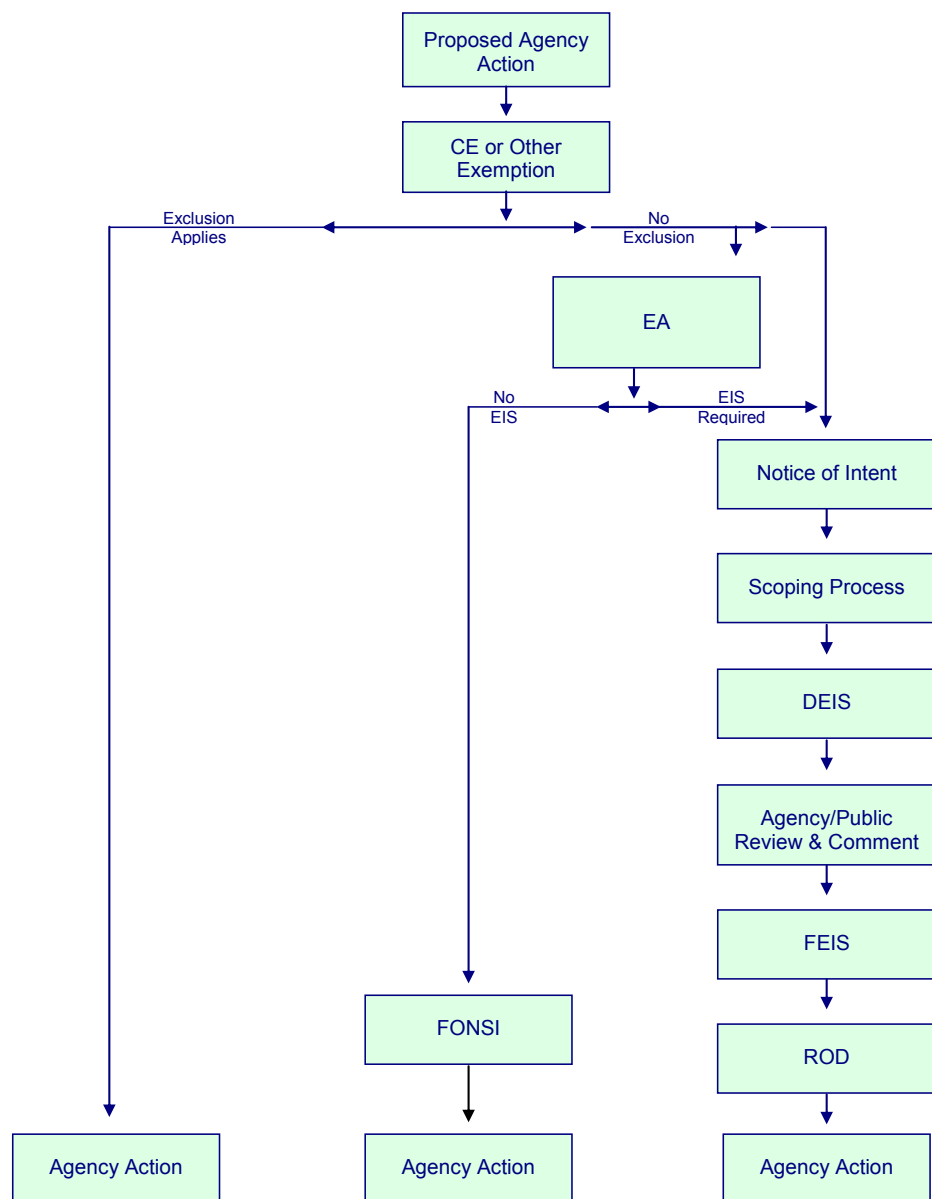 Proposed Agency
Action
CE or Other
Exemption
Exclusion
Applies
No
Exclusion
EA
No
EIS
EIS
Required
Notice of Intent
Scoping Process
DEIS
Agency/Public
Review & Comment
FEIS
FONSI
ROD
Agency Action
Agency Action
Agency Action